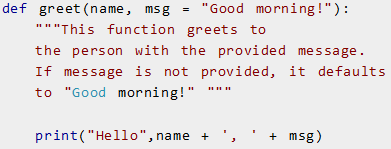 def greet(name, msg = "Good morning!"):
    """This function greets to
    the person with the provided message.
    If message is not provided, it defaults
    to "Good morning!" """

    print("Hello",name + ', ' + msg)